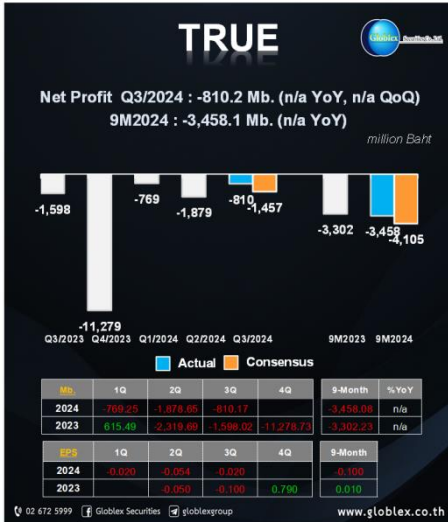 TRUE
Globlex
Net Profit Q3/2024 : -810.2 Mb. (n/a YoY, n/a QoQ)
9M2024 : -3,458.1 Mb. (n/a YoY)
million Baht
-1,598 -11,279 -769 -1,879 -810 -1,457 -3,302 -3,458 -4,105
Q3/2023 Q4/2023 Q1/2024 Q2/2024 Q3/2024 9M2023 9M2024
Actual Consensus
Mb. 1Q 2Q 3Q 4Q 9-Month %YoY
2024 -769.25 -1,878.65 -810.17 -3,458.08 n/a
2023 615.49 -2,319.69 -1,598.02 -11,278.73 -3,302.23 n/a
EPS 1Q 2Q 3Q 4Q 9-Month
2024 -0.020 -0.054 -0.020 -0.100
2023 -0.050 -0.100 0.790 0.010
02 672 5999 Globlex Securities globlexgroup www.globlex.co.th